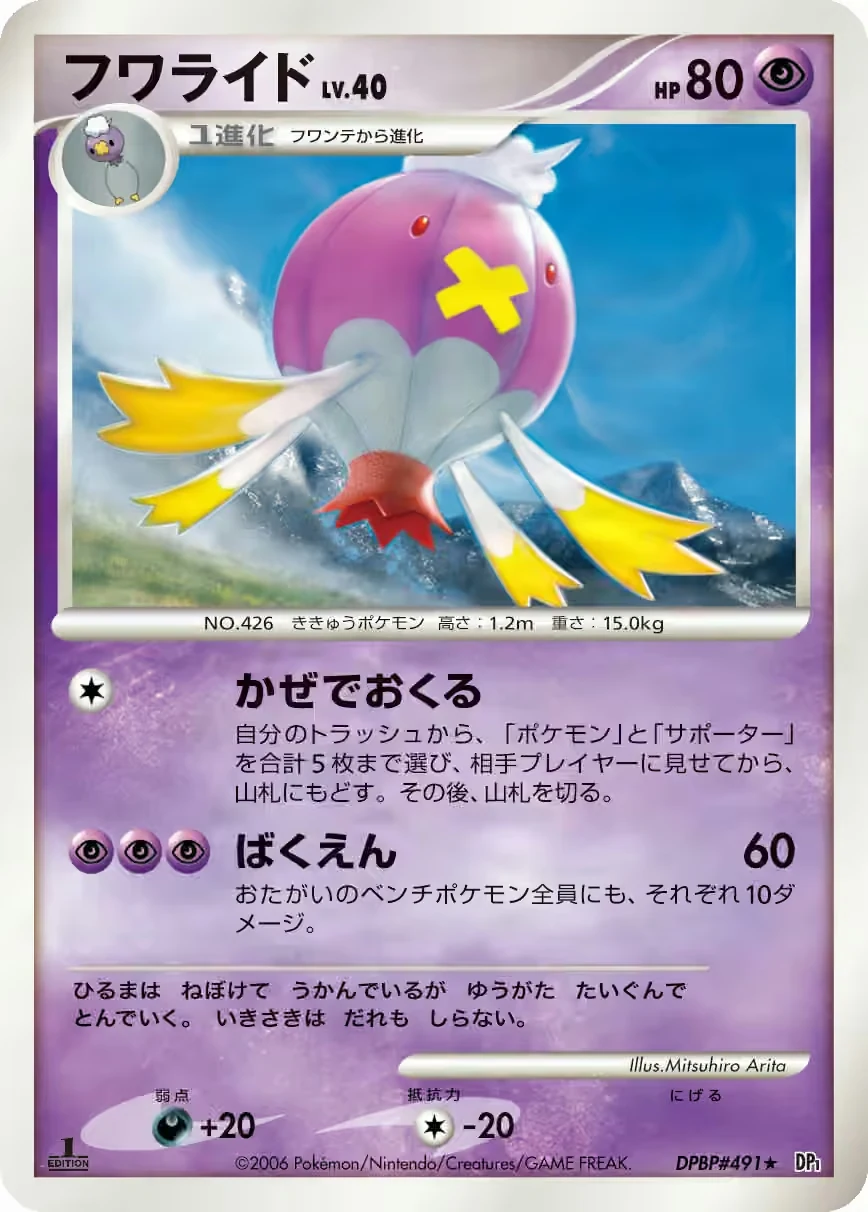 フワライド LV.40 HP 80
1進化 フワンテから進化
NO.426 ききゅうポケモン 高さ：1.2m 重さ：15.0kg
かぜでおくる
自分のトラッシュから、「ポケモン」と「サポーター」
を合計5枚まで選び、相手プレイヤーに見せてから、
山札にもどす。その後、山札を切る。
ばくえん 60
おたがいのベンチポケモン全員にも、それぞれ10ダ
メージ。
ひるまは ねぼけて うかんでいるが ゆうがた たいぐんで
とんでいく。 いきさきは だれも しらない。
Illus.Mitsuhiro Arita
弱点 抵抗力 にげる
+20 -20
1 EDITION ©2006 Pokémon/Nintendo/Creatures/GAME FREAK. DPBP#491★ DP1